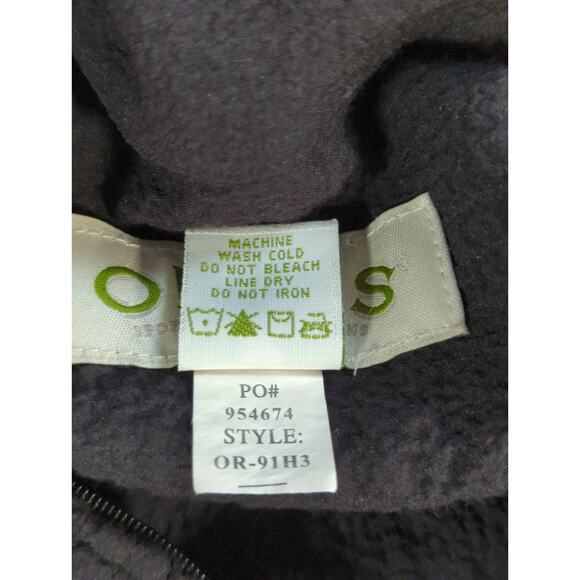 O S
MACHINE
WASH COLD
DO NOT BLEACH
LINE DRY
DO NOT IRON
PO#
954674
STYLE:
OR-91H3